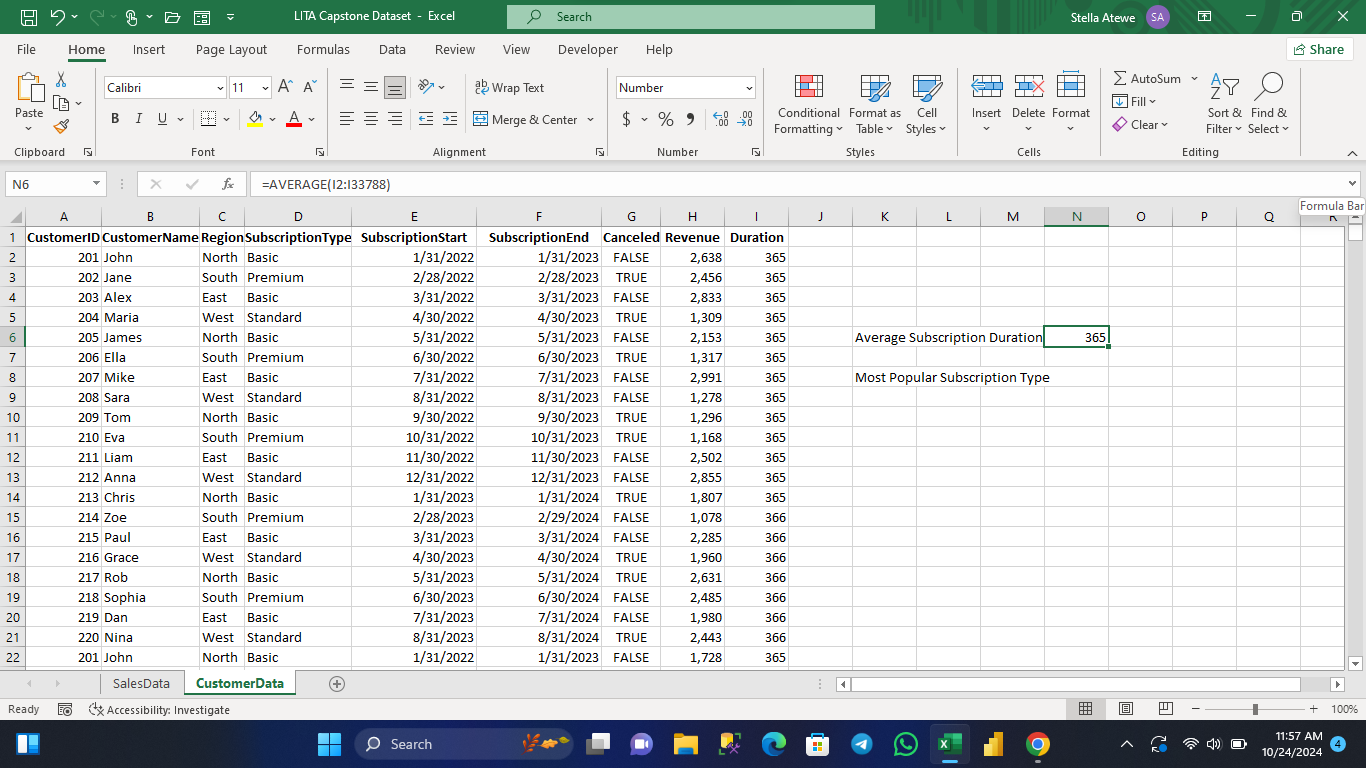 LITA Capstone Dataset - Excel
Search
Stella Atewe
SA
File Home Insert Page Layout Formulas Data Review View Developer Help
Share
Paste
Calibri 11
B I U
A A
Wrap Text
Merge & Center
Number
$ %
Conditional Formatting
Format as Table
Cell Styles
Insert Delete Format
AutoSum
Fill
Clear
Sort & Filter
Find & Select
Clipboard Font Alignment Number Styles Cells Editing
N6 fx =AVERAGE(I2:I33788)
Formula Bar
A B C D E F G H I J K L M N O P Q R
1 CustomerID CustomerName Region SubscriptionType SubscriptionStart SubscriptionEnd Canceled Revenue Duration
2 201 John North Basic 1/31/2022 1/31/2023 FALSE 2,638 365
3 202 Jane South Premium 2/28/2022 2/28/2023 TRUE 2,456 365
4 203 Alex East Basic 3/31/2022 3/31/2023 FALSE 2,833 365
5 204 Maria West Standard 4/30/2022 4/30/2023 TRUE 1,309 365
6 205 James North Basic 5/31/2022 5/31/2023 FALSE 2,153 365 Average Subscription Duration 365
7 206 Ella South Premium 6/30/2022 6/30/2023 TRUE 1,317 365
8 207 Mike East Basic 7/31/2022 7/31/2023 FALSE 2,991 365 Most Popular Subscription Type
9 208 Sara West Standard 8/31/2022 8/31/2023 FALSE 1,278 365
10 209 Tom North Basic 9/30/2022 9/30/2023 TRUE 1,296 365
11 210 Eva South Premium 10/31/2022 10/31/2023 TRUE 1,168 365
12 211 Liam East Basic 11/30/2022 11/30/2023 FALSE 2,502 365
13 212 Anna West Standard 12/31/2022 12/31/2023 FALSE 2,855 365
14 213 Chris North Basic 1/31/2023 1/31/2024 TRUE 1,807 365
15 214 Zoe South Premium 2/28/2023 2/29/2024 FALSE 1,078 366
16 215 Paul East Basic 3/31/2023 3/31/2024 FALSE 2,285 366
17 216 Grace West Standard 4/30/2023 4/30/2024 TRUE 1,960 366
18 217 Rob North Basic 5/31/2023 5/31/2024 TRUE 2,631 366
19 218 Sophia South Premium 6/30/2023 6/30/2024 FALSE 2,485 366
20 219 Dan East Basic 7/31/2023 7/31/2024 FALSE 1,980 366
21 220 Nina West Standard 8/31/2023 8/31/2024 TRUE 2,443 366
22 201 John North Basic 1/31/2022 1/31/2023 FALSE 1,728 365
SalesData CustomerData
Ready Accessibility: Investigate 100%
Search
11:57 AM
10/24/2024
4